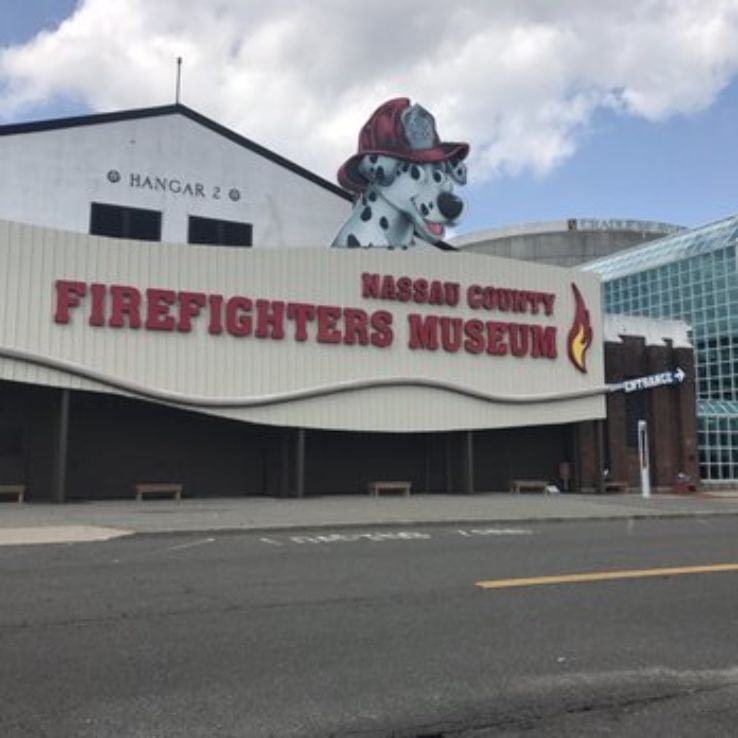 HANGAR 2
NASSAU COUNTY
FIREFIGHTERS MUSEUM
ENTRANCE